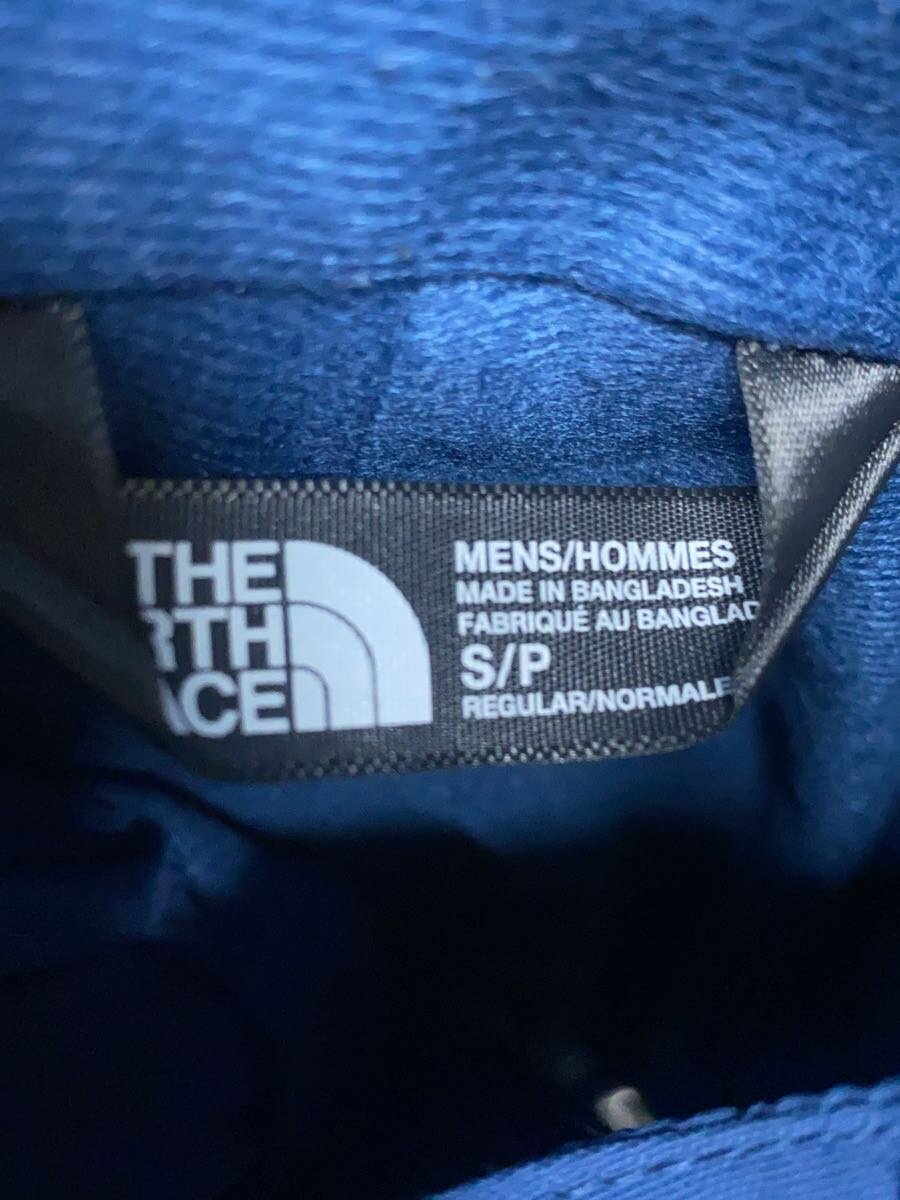 THE
RTH
ACE
MENS/HOMMES
MADE IN BANGLADESH
FABRIQUÉ AU BANGLAD
S/P
REGULAR/NORMALE